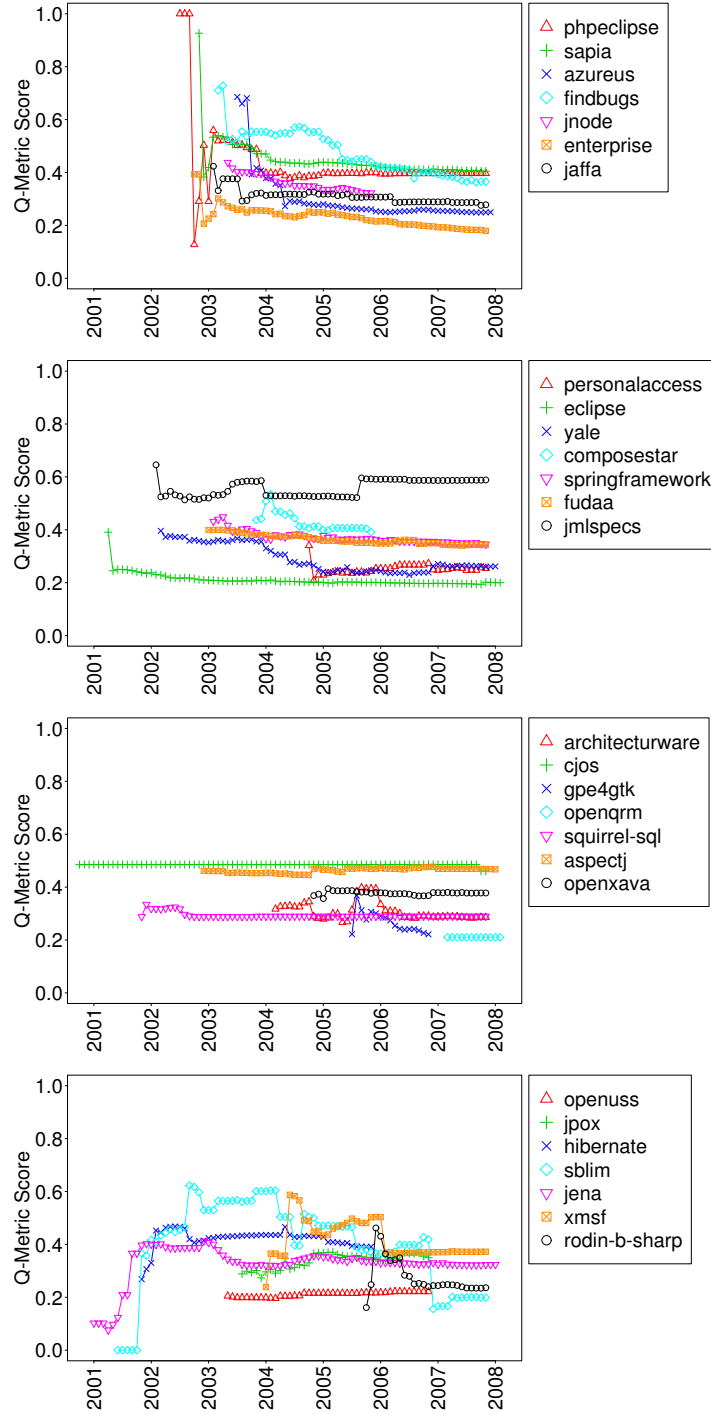 Q-Metric Score
1.0
0.8
0.6
0.4
0.2
0.0
2001
2002
2003
2004
2005
2006
2007
2008
phpeclipse
sapia
azureus
findbugs
jnode
enterprise
jaffa
Q-Metric Score
1.0
0.8
0.6
0.4
0.2
0.0
2001
2002
2003
2004
2005
2006
2007
2008
personalaccess
eclipse
yale
composestar
springframework
fudaa
jmlspecs
Q-Metric Score
1.0
0.8
0.6
0.4
0.2
0.0
2001
2002
2003
2004
2005
2006
2007
2008
architecturware
cjos
gpe4gtk
openqrm
squirrel-sql
aspectj
openxava
Q-Metric Score
1.0
0.8
0.6
0.4
0.2
0.0
2001
2002
2003
2004
2005
2006
2007
2008
openuss
jpox
hibernate
sblim
jena
xmsf
rodin-b-sharp